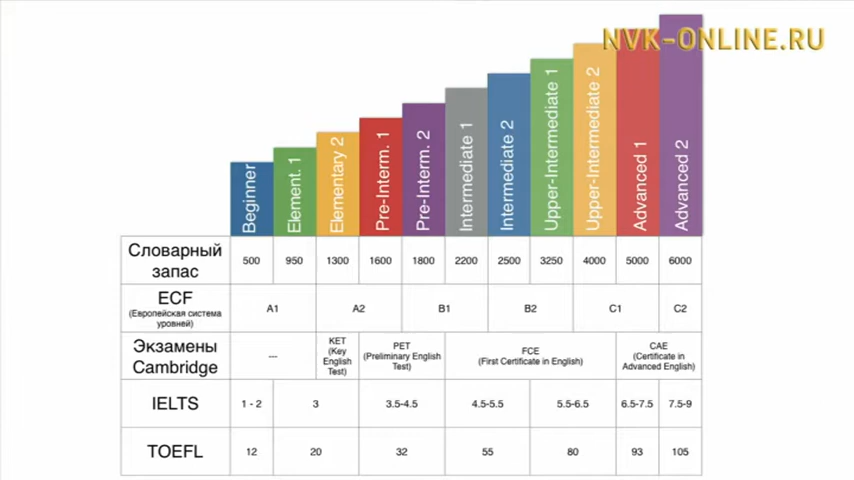 NVK-ONLINE.RU
Beginner
Element. 1
Elementary 2
Pre-Interm. 1
Pre-Interm. 2
Intermediate 1
Intermediate 2
Upper-Intermediate 1
Upper-Intermediate 2
Advanced 1
Advanced 2
Словарный
запас
500 950 1300 1600 1800 2200 2500 3250 4000 5000 6000
ECF
(Европейская система
уровней)
A1 A2 B1 B2 C1 C2
Экзамены
Cambridge
---
KET
(Key
English
Test)
PET
(Preliminary English
Test)
FCE
(First Certificate in English)
CAE
(Certificate in
Advanced English)
IELTS 1 - 2 3 3.5-4.5 4.5-5.5 5.5-6.5 6.5-7.5 7.5-9
TOEFL 12 20 32 55 80 93 105